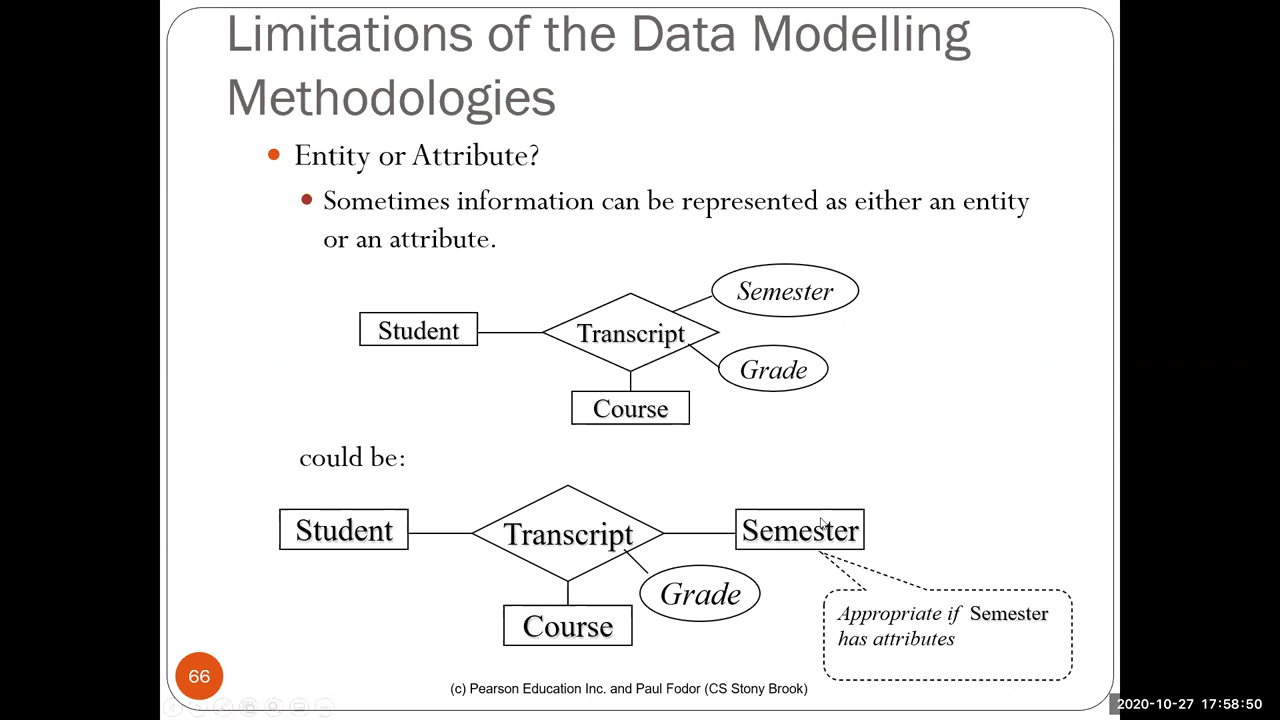 Limitations of the Data Modelling
Methodologies
Entity or Attribute?
Sometimes information can be represented as either an entity
or an attribute.
Semester
Student
Transcript
Grade
Course
could be:
Student
Transcript
Semester
Grade
Course
Appropriate if Semester
has attributes
66
(c) Pearson Education Inc. and Paul Fodor (CS Stony Brook)
2020-10-27 17:58:50